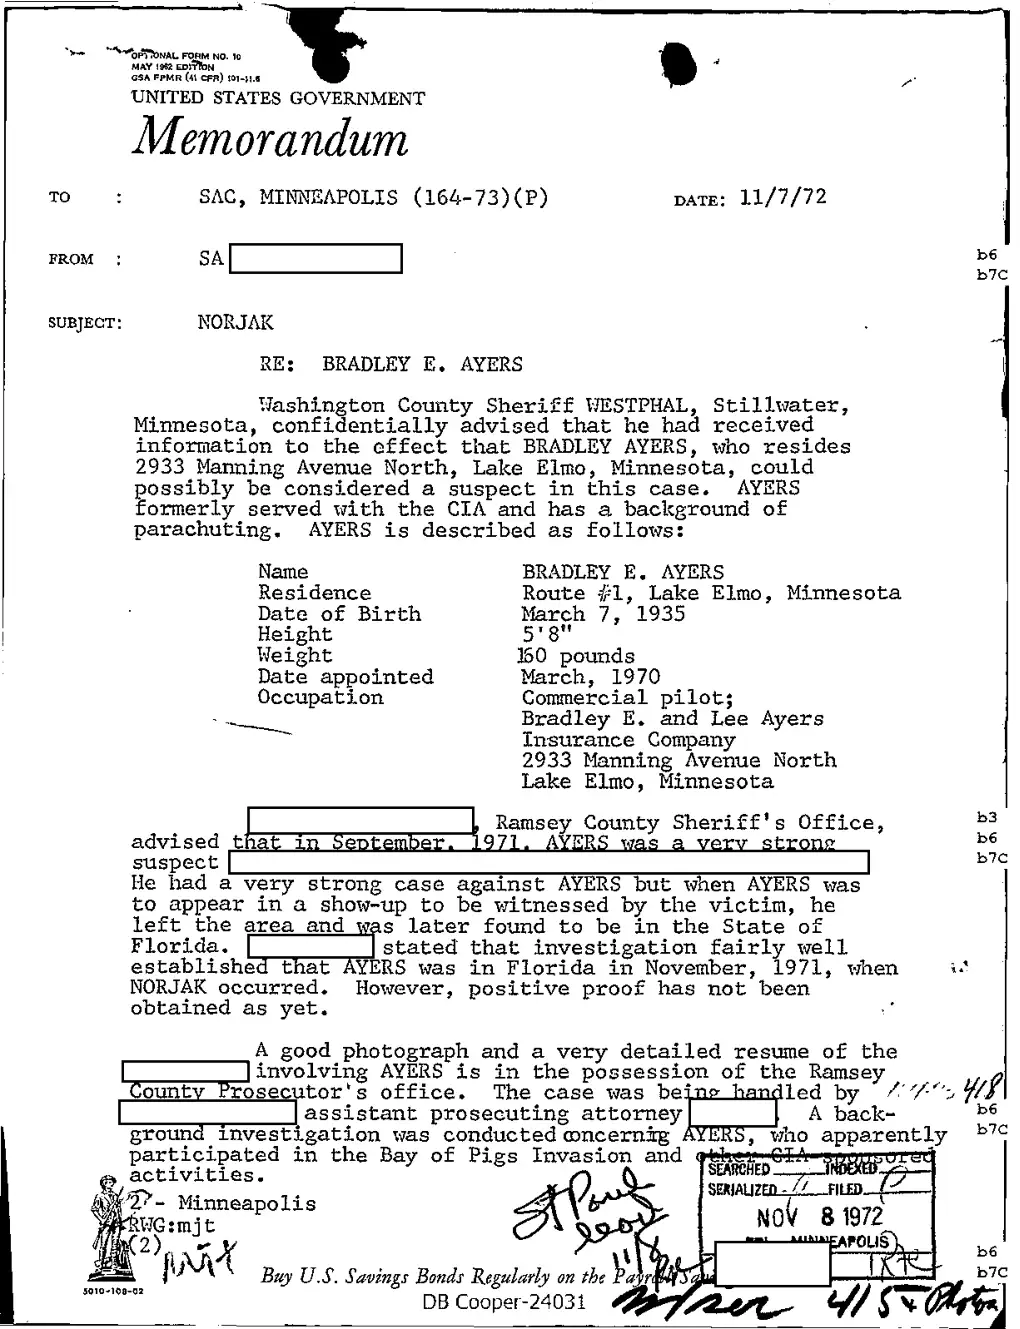 OPTIONAL FORM NO. 10
MAY 1962 EDITION
GSA FPMR (41 CFR) 101-11.6
UNITED STATES GOVERNMENT
Memorandum
TO : SAC, MINNEAPOLIS (164-73)(P) DATE: 11/7/72
FROM : SA b6
b7C
SUBJECT: NORJAK
RE: BRADLEY E. AYERS
Washington County Sheriff WESTPHAL, Stillwater,
Minnesota, confidentially advised that he had received
information to the effect that BRADLEY AYERS, who resides
2933 Manning Avenue North, Lake Elmo, Minnesota, could
possibly be considered a suspect in this case. AYERS
formerly served with the CIA and has a background of
parachuting. AYERS is described as follows:
Name BRADLEY E. AYERS
Residence Route #1, Lake Elmo, Minnesota
Date of Birth March 7, 1935
Height 5'8"
Weight 160 pounds
Date appointed March, 1970
Occupation Commercial pilot;
Bradley E. and Lee Ayers
Insurance Company
2933 Manning Avenue North
Lake Elmo, Minnesota
, Ramsey County Sheriff's Office, b3
advised that in September, 1971, AYERS was a very strong b6
suspect b7C
He had a very strong case against AYERS but when AYERS was
to appear in a show-up to be witnessed by the victim, he
left the area and was later found to be in the State of
Florida. stated that investigation fairly well
established that AYERS was in Florida in November, 1971, when
NORJAK occurred. However, positive proof has not been
obtained as yet.
A good photograph and a very detailed resume of the
involving AYERS is in the possession of the Ramsey
County Prosecutor's office. The case was being handled by 418
assistant prosecuting attorney . A back- b6
ground investigation was conducted concerning AYERS, who apparently b7C
participated in the Bay of Pigs Invasion and other CIA sponsored
activities.
SEARCHED INDEXED
SERIALIZED FILED
NOV 8 1972
MINNEAPOLIS
2 - Minneapolis
RWG:mjt
(2)
St Paul
11/8
b6
b7C
5010-108-02
Buy U.S. Savings Bonds Regularly on the Payroll Sav
DB Cooper-24031
415